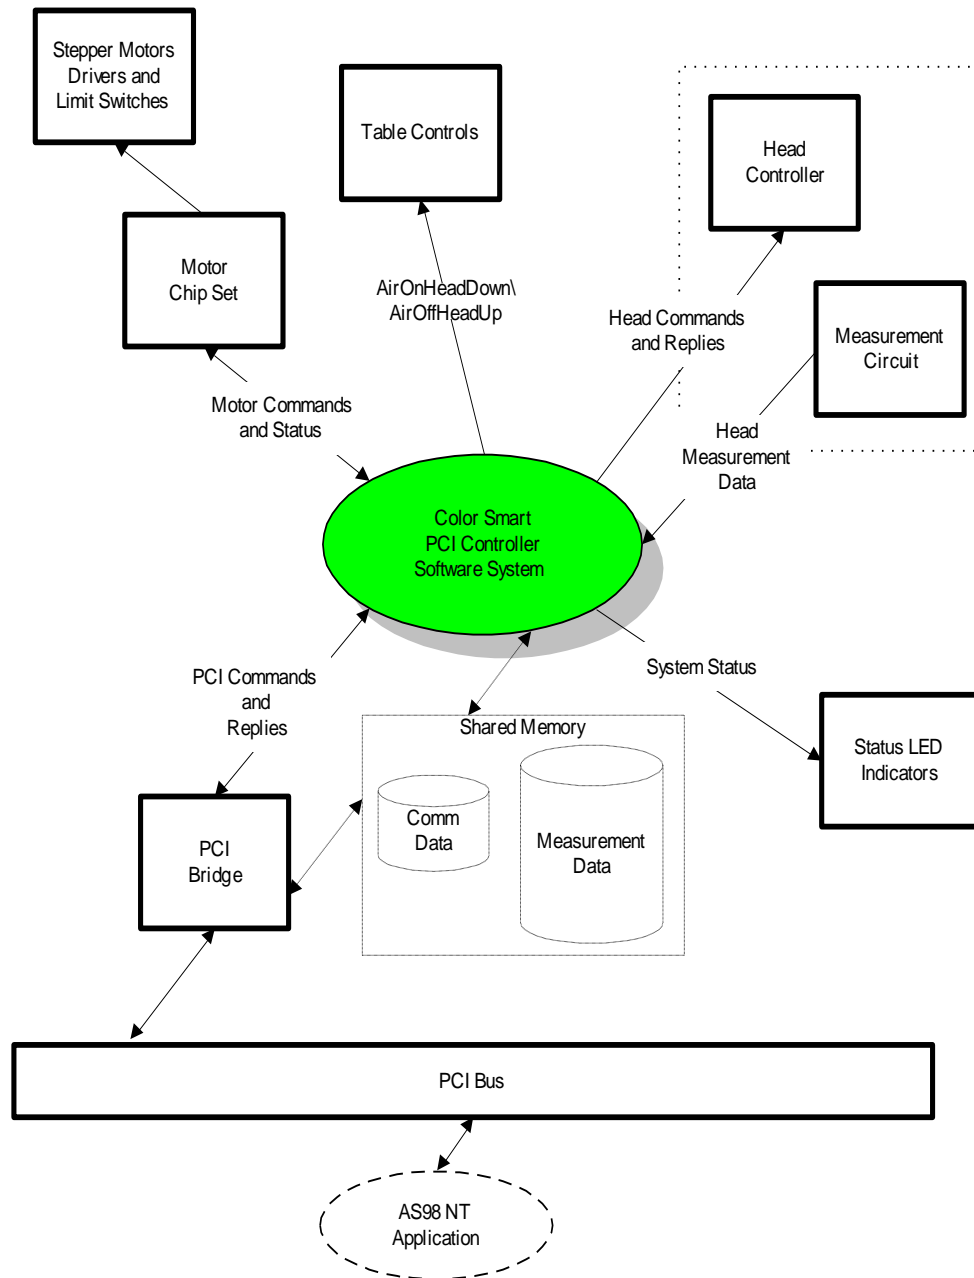 Stepper Motors
Drivers and
Limit Switches
Table Controls
Head
Controller
Motor
Chip Set
AirOnHeadDown\
AirOffHeadUp
Head Commands
and Replies
Measurement
Circuit
Motor Commands
and Status
Head
Measurement
Data
Color Smart
PCI Controller
Software System
PCI Commands
and
Replies
System Status
Shared Memory
Status LED
Indicators
Comm
Data
Measurement
Data
PCI
Bridge
PCI Bus
AS98 NT
Application